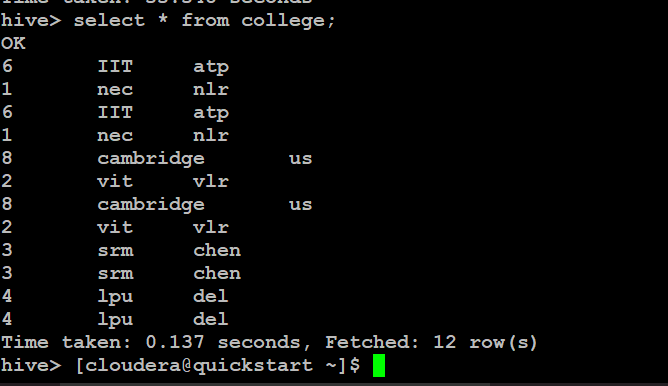 hive> select * from college;
OK
6	IIT	atp
1	nec	nlr
6	IIT	atp
1	nec	nlr
8	cambridge	us
2	vit	vlr
8	cambridge	us
2	vit	vlr
3	srm	chen
3	srm	chen
4	lpu	del
4	lpu	del
Time taken: 0.137 seconds, Fetched: 12 row(s)
hive> [cloudera@quickstart ~]$